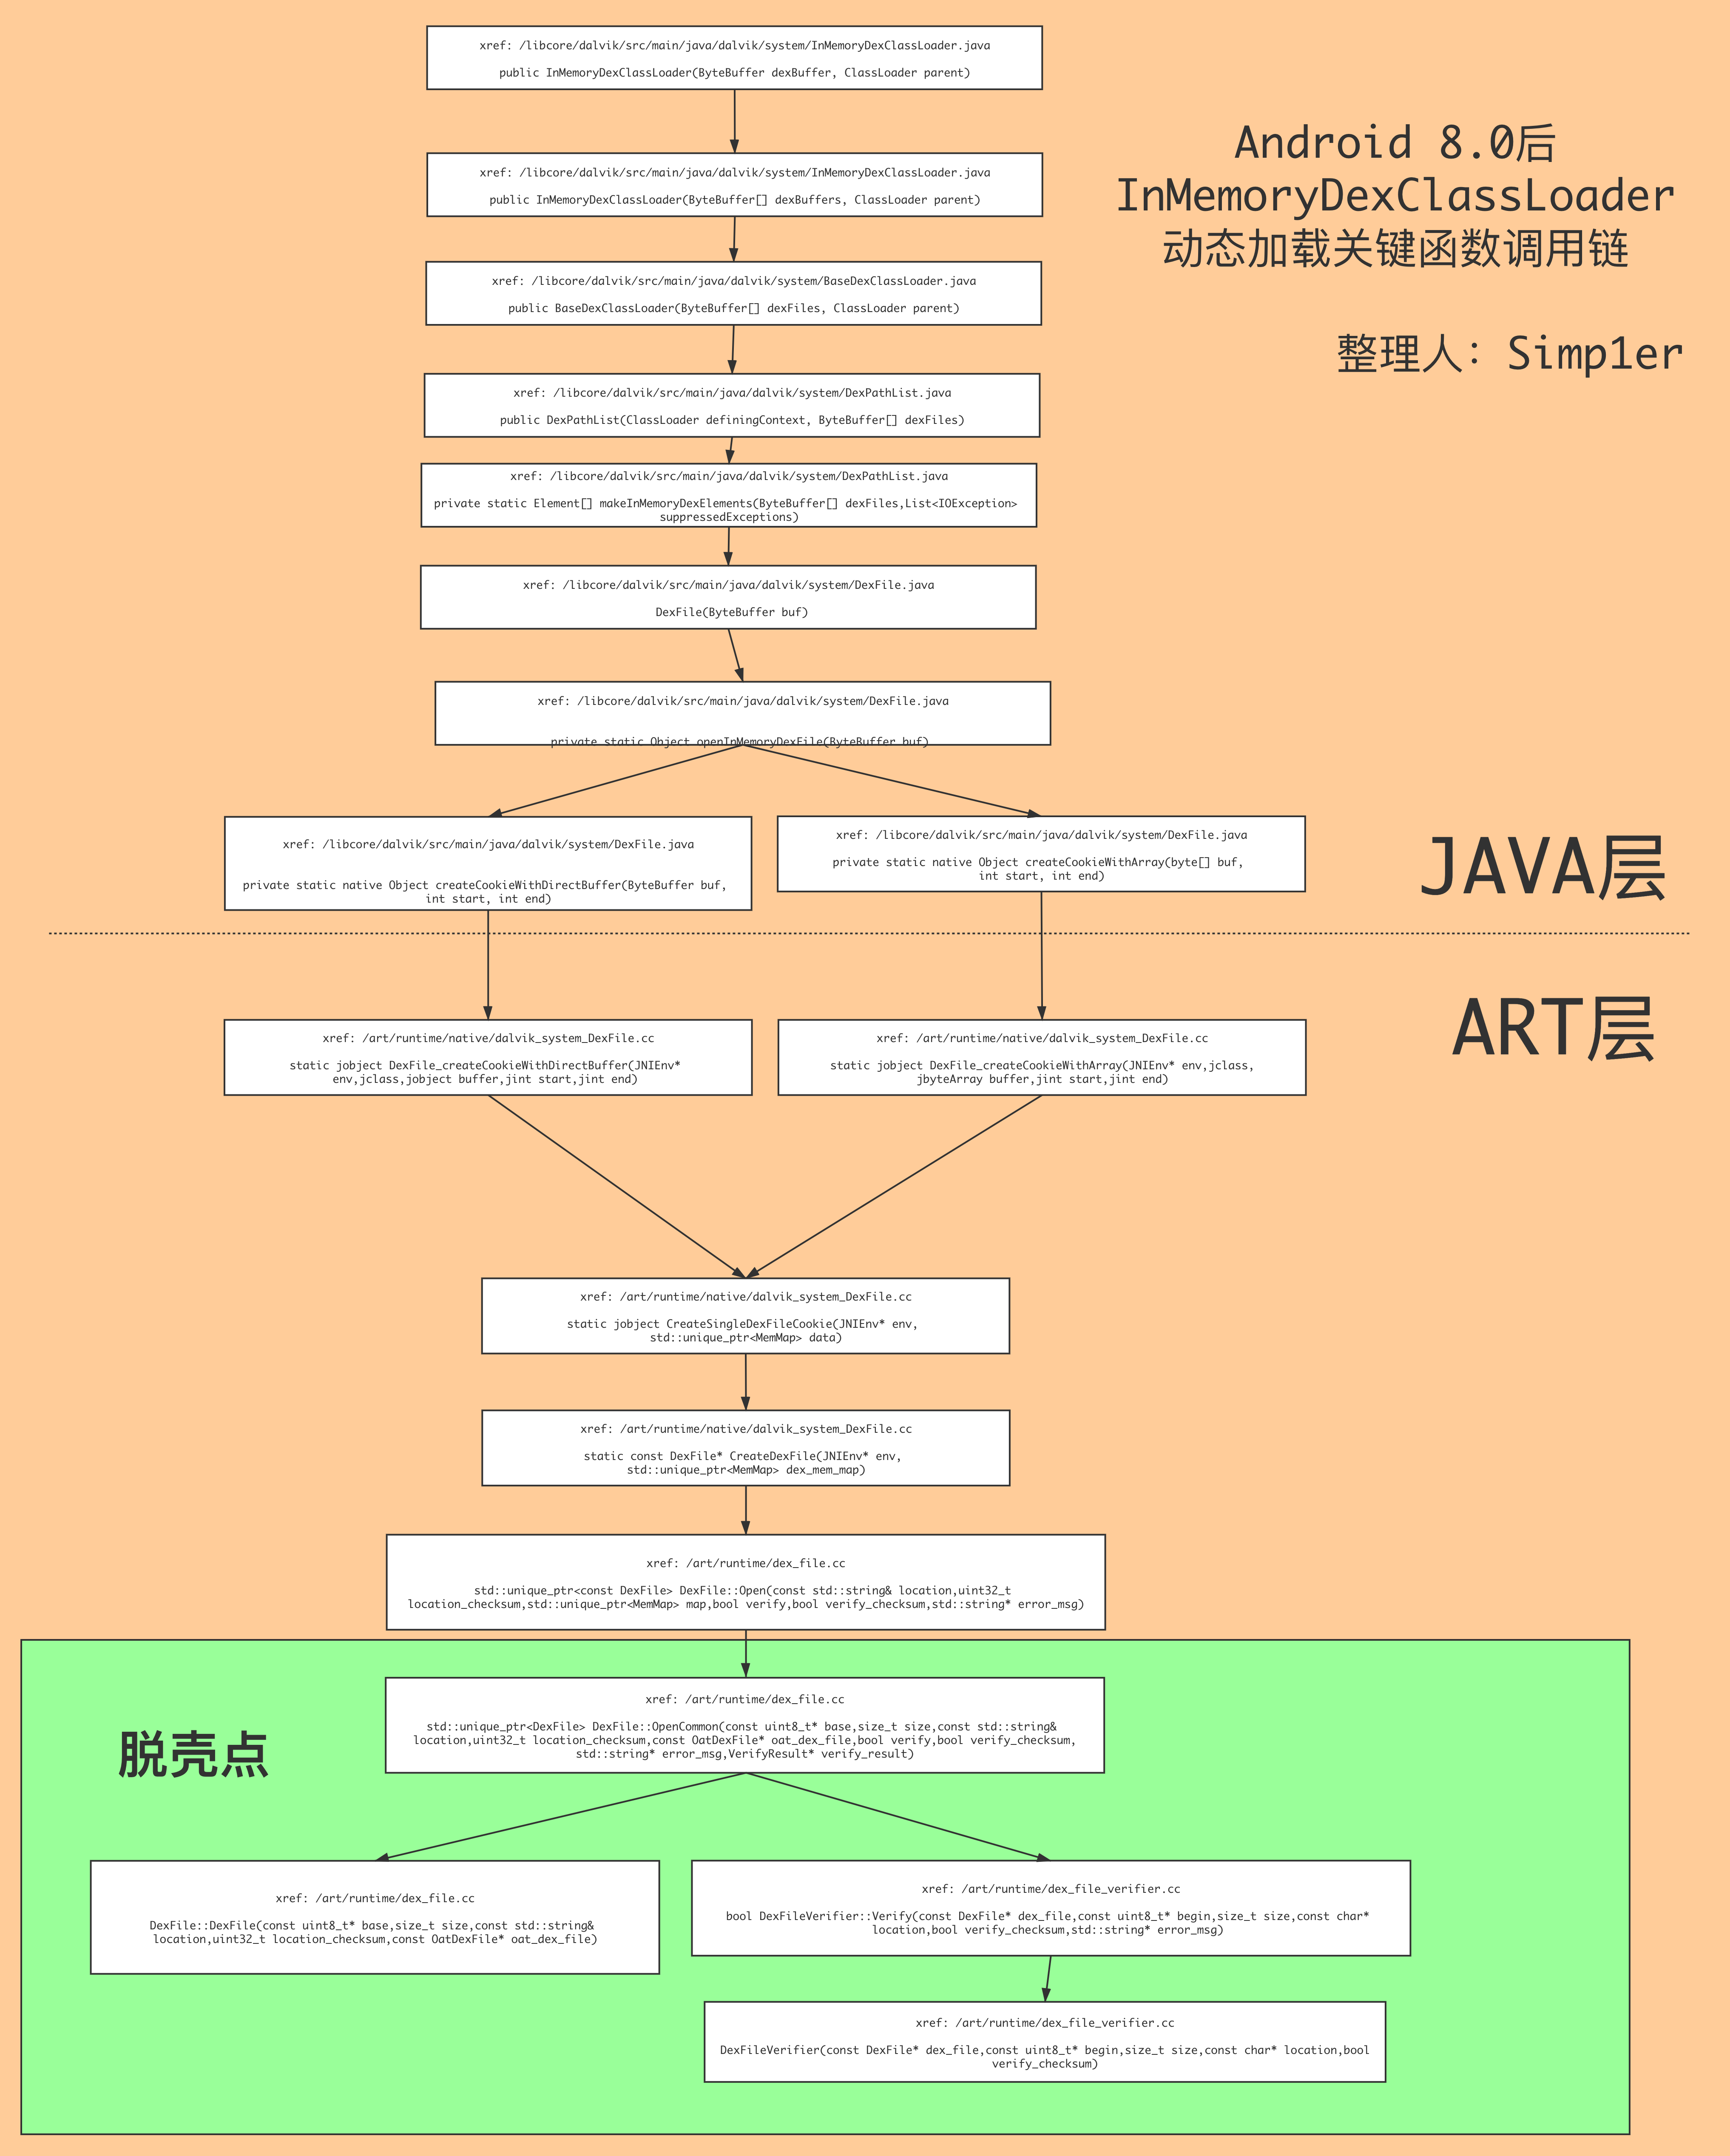 xref: /libcore/dalvik/src/main/java/dalvik/system/InMemoryDexClassLoader.java
public InMemoryDexClassLoader(ByteBuffer dexBuffer, ClassLoader parent)
Android 8.0后
InMemoryDexClassLoader
动态加载关键函数调用链
整理人：Simp1er
xref: /libcore/dalvik/src/main/java/dalvik/system/InMemoryDexClassLoader.java
public InMemoryDexClassLoader(ByteBuffer[] dexBuffers, ClassLoader parent)
xref: /libcore/dalvik/src/main/java/dalvik/system/BaseDexClassLoader.java
public BaseDexClassLoader(ByteBuffer[] dexFiles, ClassLoader parent)
xref: /libcore/dalvik/src/main/java/dalvik/system/DexPathList.java
public DexPathList(ClassLoader definingContext, ByteBuffer[] dexFiles)
xref: /libcore/dalvik/src/main/java/dalvik/system/DexPathList.java
private static Element[] makeInMemoryDexElements(ByteBuffer[] dexFiles,List<IOException>
suppressedExceptions)
xref: /libcore/dalvik/src/main/java/dalvik/system/DexFile.java
DexFile(ByteBuffer buf)
xref: /libcore/dalvik/src/main/java/dalvik/system/DexFile.java
private static Object openInMemoryDexFile(ByteBuffer buf)
xref: /libcore/dalvik/src/main/java/dalvik/system/DexFile.java
private static native Object createCookieWithDirectBuffer(ByteBuffer buf,
int start, int end)
xref: /libcore/dalvik/src/main/java/dalvik/system/DexFile.java
private static native Object createCookieWithArray(byte[] buf,
int start, int end)
JAVA层
ART层
xref: /art/runtime/native/dalvik_system_DexFile.cc
static jobject DexFile_createCookieWithDirectBuffer(JNIEnv*
env,jclass,jobject buffer,jint start,jint end)
xref: /art/runtime/native/dalvik_system_DexFile.cc
static jobject DexFile_createCookieWithArray(JNIEnv* env,jclass,
jbyteArray buffer,jint start,jint end)
xref: /art/runtime/native/dalvik_system_DexFile.cc
static jobject CreateSingleDexFileCookie(JNIEnv* env,
std::unique_ptr<MemMap> data)
xref: /art/runtime/native/dalvik_system_DexFile.cc
static const DexFile* CreateDexFile(JNIEnv* env,
std::unique_ptr<MemMap> dex_mem_map)
xref: /art/runtime/dex_file.cc
std::unique_ptr<const DexFile> DexFile::Open(const std::string& location,uint32_t
location_checksum,std::unique_ptr<MemMap> map,bool verify,bool verify_checksum,std::string* error_msg)
脱壳点
xref: /art/runtime/dex_file.cc
std::unique_ptr<DexFile> DexFile::OpenCommon(const uint8_t* base,size_t size,const std::string&
location,uint32_t location_checksum,const OatDexFile* oat_dex_file,bool verify,bool verify_checksum,
std::string* error_msg,VerifyResult* verify_result)
xref: /art/runtime/dex_file.cc
DexFile::DexFile(const uint8_t* base,size_t size,const std::string&
location,uint32_t location_checksum,const OatDexFile* oat_dex_file)
xref: /art/runtime/dex_file_verifier.cc
bool DexFileVerifier::Verify(const DexFile* dex_file,const uint8_t* begin,size_t size,const char*
location,bool verify_checksum,std::string* error_msg)
xref: /art/runtime/dex_file_verifier.cc
DexFileVerifier(const DexFile* dex_file,const uint8_t* begin,size_t size,const char* location,bool
verify_checksum)